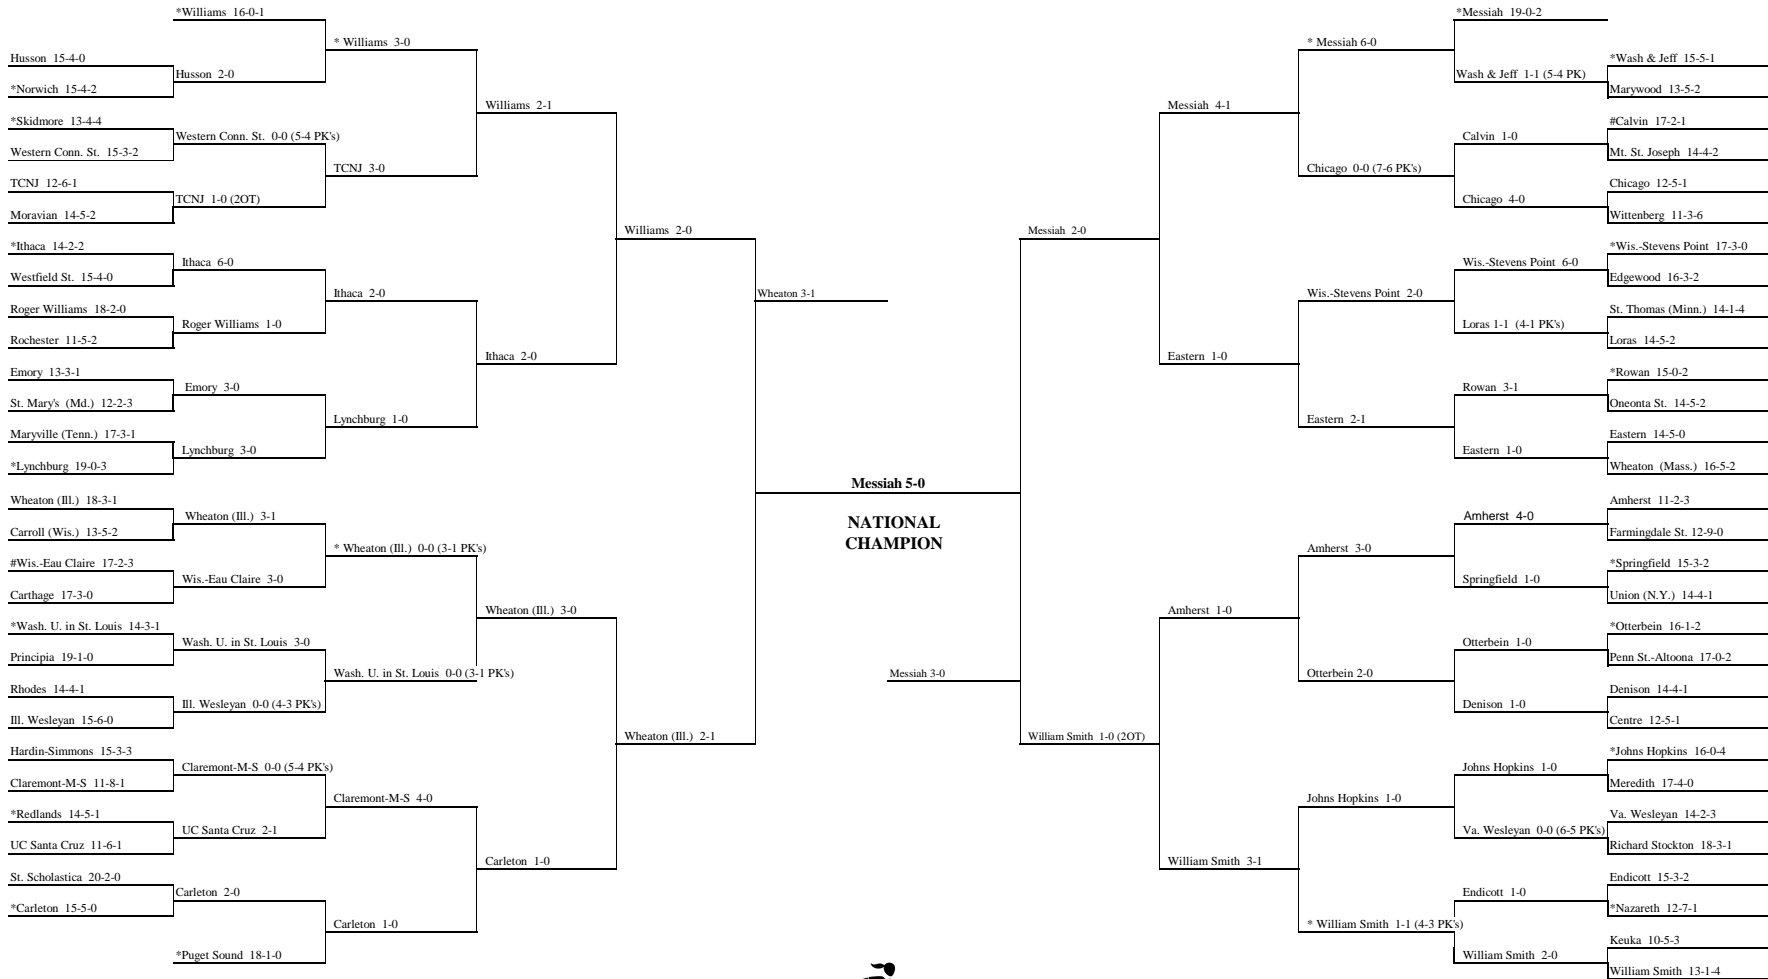 *Williams 16-0-1
Husson 15-4-0
*Norwich 15-4-2
*Skidmore 13-4-4
Western Conn. St. 15-3-2
TCNJ 12-6-1
Moravian 14-5-2
*Ithaca 14-2-2
Westfield St. 15-4-0
Roger Williams 18-2-0
Rochester 11-5-2
Emory 13-3-1
St. Mary's (Md.) 12-2-3
Maryville (Tenn.) 17-3-1
*Lynchburg 19-0-3
Wheaton (Ill.) 18-3-1
Carroll (Wis.) 13-5-2
#Wis.-Eau Claire 17-2-3
Carthage 17-3-0
*Wash. U. in St. Louis 14-3-1
Principia 19-1-0
Rhodes 14-4-1
Ill. Wesleyan 15-6-0
Hardin-Simmons 15-3-3
Claremont-M-S 11-8-1
*Redlands 14-5-1
UC Santa Cruz 11-6-1
St. Scholastica 20-2-0
*Carleton 15-5-0
*Puget Sound 18-1-0
Husson 2-0
Western Conn. St. 0-0 (5-4 PK's)
TCNJ 1-0 (2OT)
Ithaca 6-0
Roger Williams 1-0
Emory 3-0
Lynchburg 3-0
Wheaton (Ill.) 3-1
Wis.-Eau Claire 3-0
Wash. U. in St. Louis 3-0
Ill. Wesleyan 0-0 (4-3 PK's)
Claremont-M-S 0-0 (5-4 PK's)
UC Santa Cruz 2-1
Carleton 2-0
* Williams 3-0
TCNJ 3-0
Ithaca 2-0
Lynchburg 1-0
* Wheaton (Ill.) 0-0 (3-1 PK's)
Wash. U. in St. Louis 0-0 (3-1 PK's)
Claremont-M-S 4-0
Carleton 1-0
Williams 2-1
Ithaca 2-0
Wheaton (Ill.) 3-0
Carleton 1-0
Williams 2-0
Wheaton (Ill.) 2-1
Wheaton 3-1
Messiah 5-0
NATIONAL
CHAMPION
Messiah 3-0
Messiah 2-0
William Smith 1-0 (2OT)
Messiah 4-1
Eastern 1-0
Amherst 1-0
William Smith 3-1
* Messiah 6-0
Chicago 0-0 (7-6 PK's)
Wis.-Stevens Point 2-0
Eastern 2-1
Amherst 3-0
Otterbein 2-0
Johns Hopkins 1-0
* William Smith 1-1 (4-3 PK's)
*Messiah 19-0-2
Wash & Jeff 1-1 (5-4 PK)
Calvin 1-0
Chicago 4-0
Wis.-Stevens Point 6-0
Loras 1-1 (4-1 PK's)
Rowan 3-1
Eastern 1-0
Amherst 4-0
Springfield 1-0
Otterbein 1-0
Denison 1-0
Johns Hopkins 1-0
Va. Wesleyan 0-0 (6-5 PK's)
Endicott 1-0
William Smith 2-0
*Wash & Jeff 15-5-1
Marywood 13-5-2
#Calvin 17-2-1
Mt. St. Joseph 14-4-2
Chicago 12-5-1
Wittenberg 11-3-6
*Wis.-Stevens Point 17-3-0
Edgewood 16-3-2
St. Thomas (Minn.) 14-1-4
Loras 14-5-2
*Rowan 15-0-2
Oneonta St. 14-5-2
Eastern 14-5-0
Wheaton (Mass.) 16-5-2
Amherst 11-2-3
Farmingdale St. 12-9-0
*Springfield 15-3-2
Union (N.Y.) 14-4-1
*Otterbein 16-1-2
Penn St.-Altoona 17-0-2
Denison 14-4-1
Centre 12-5-1
*Johns Hopkins 16-0-4
Meredith 17-4-0
Va. Wesleyan 14-2-3
Richard Stockton 18-3-1
Endicott 15-3-2
*Nazareth 12-7-1
Keuka 10-5-3
William Smith 13-1-4